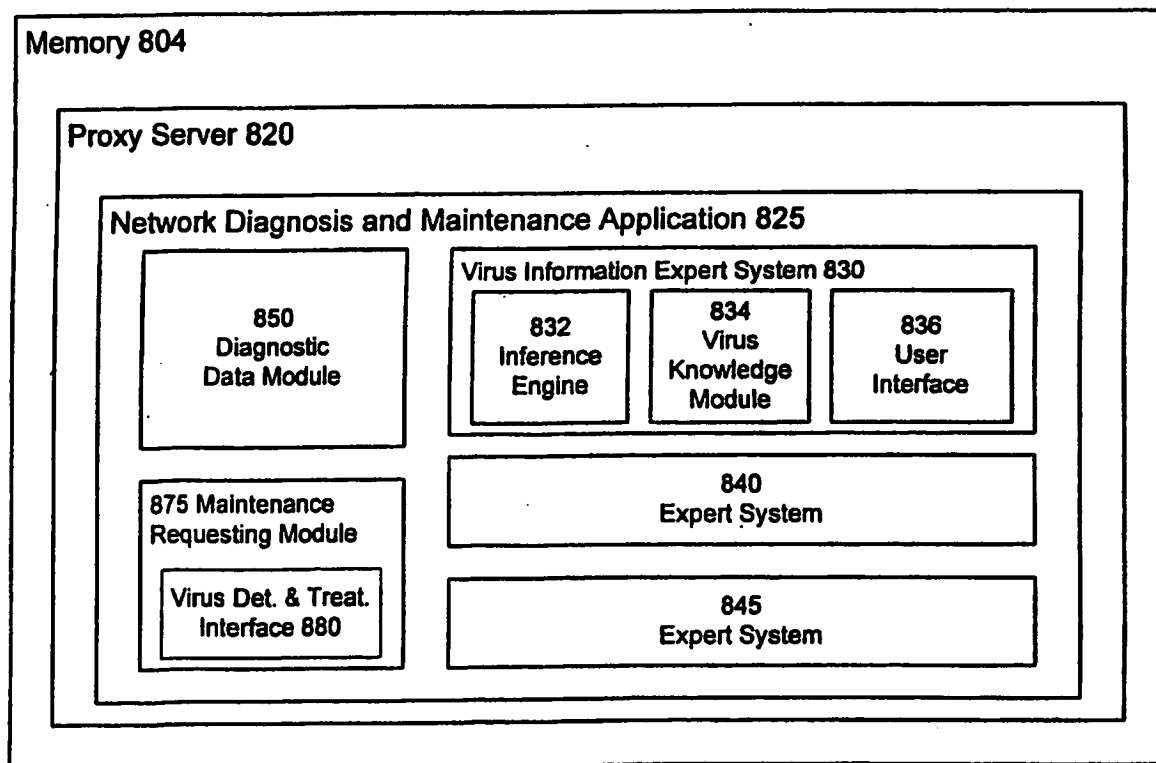 Memory 804
Proxy Server 820
Network Diagnosis and Maintenance Application 825
850
Diagnostic
Data Module
Virus Information Expert System 830
832
Inference
Engine
834
Virus
Knowledge
Module
836
User
Interface
875 Maintenance
Requesting Module
Virus Det. & Treat.
Interface 880
840
Expert System
845
Expert System